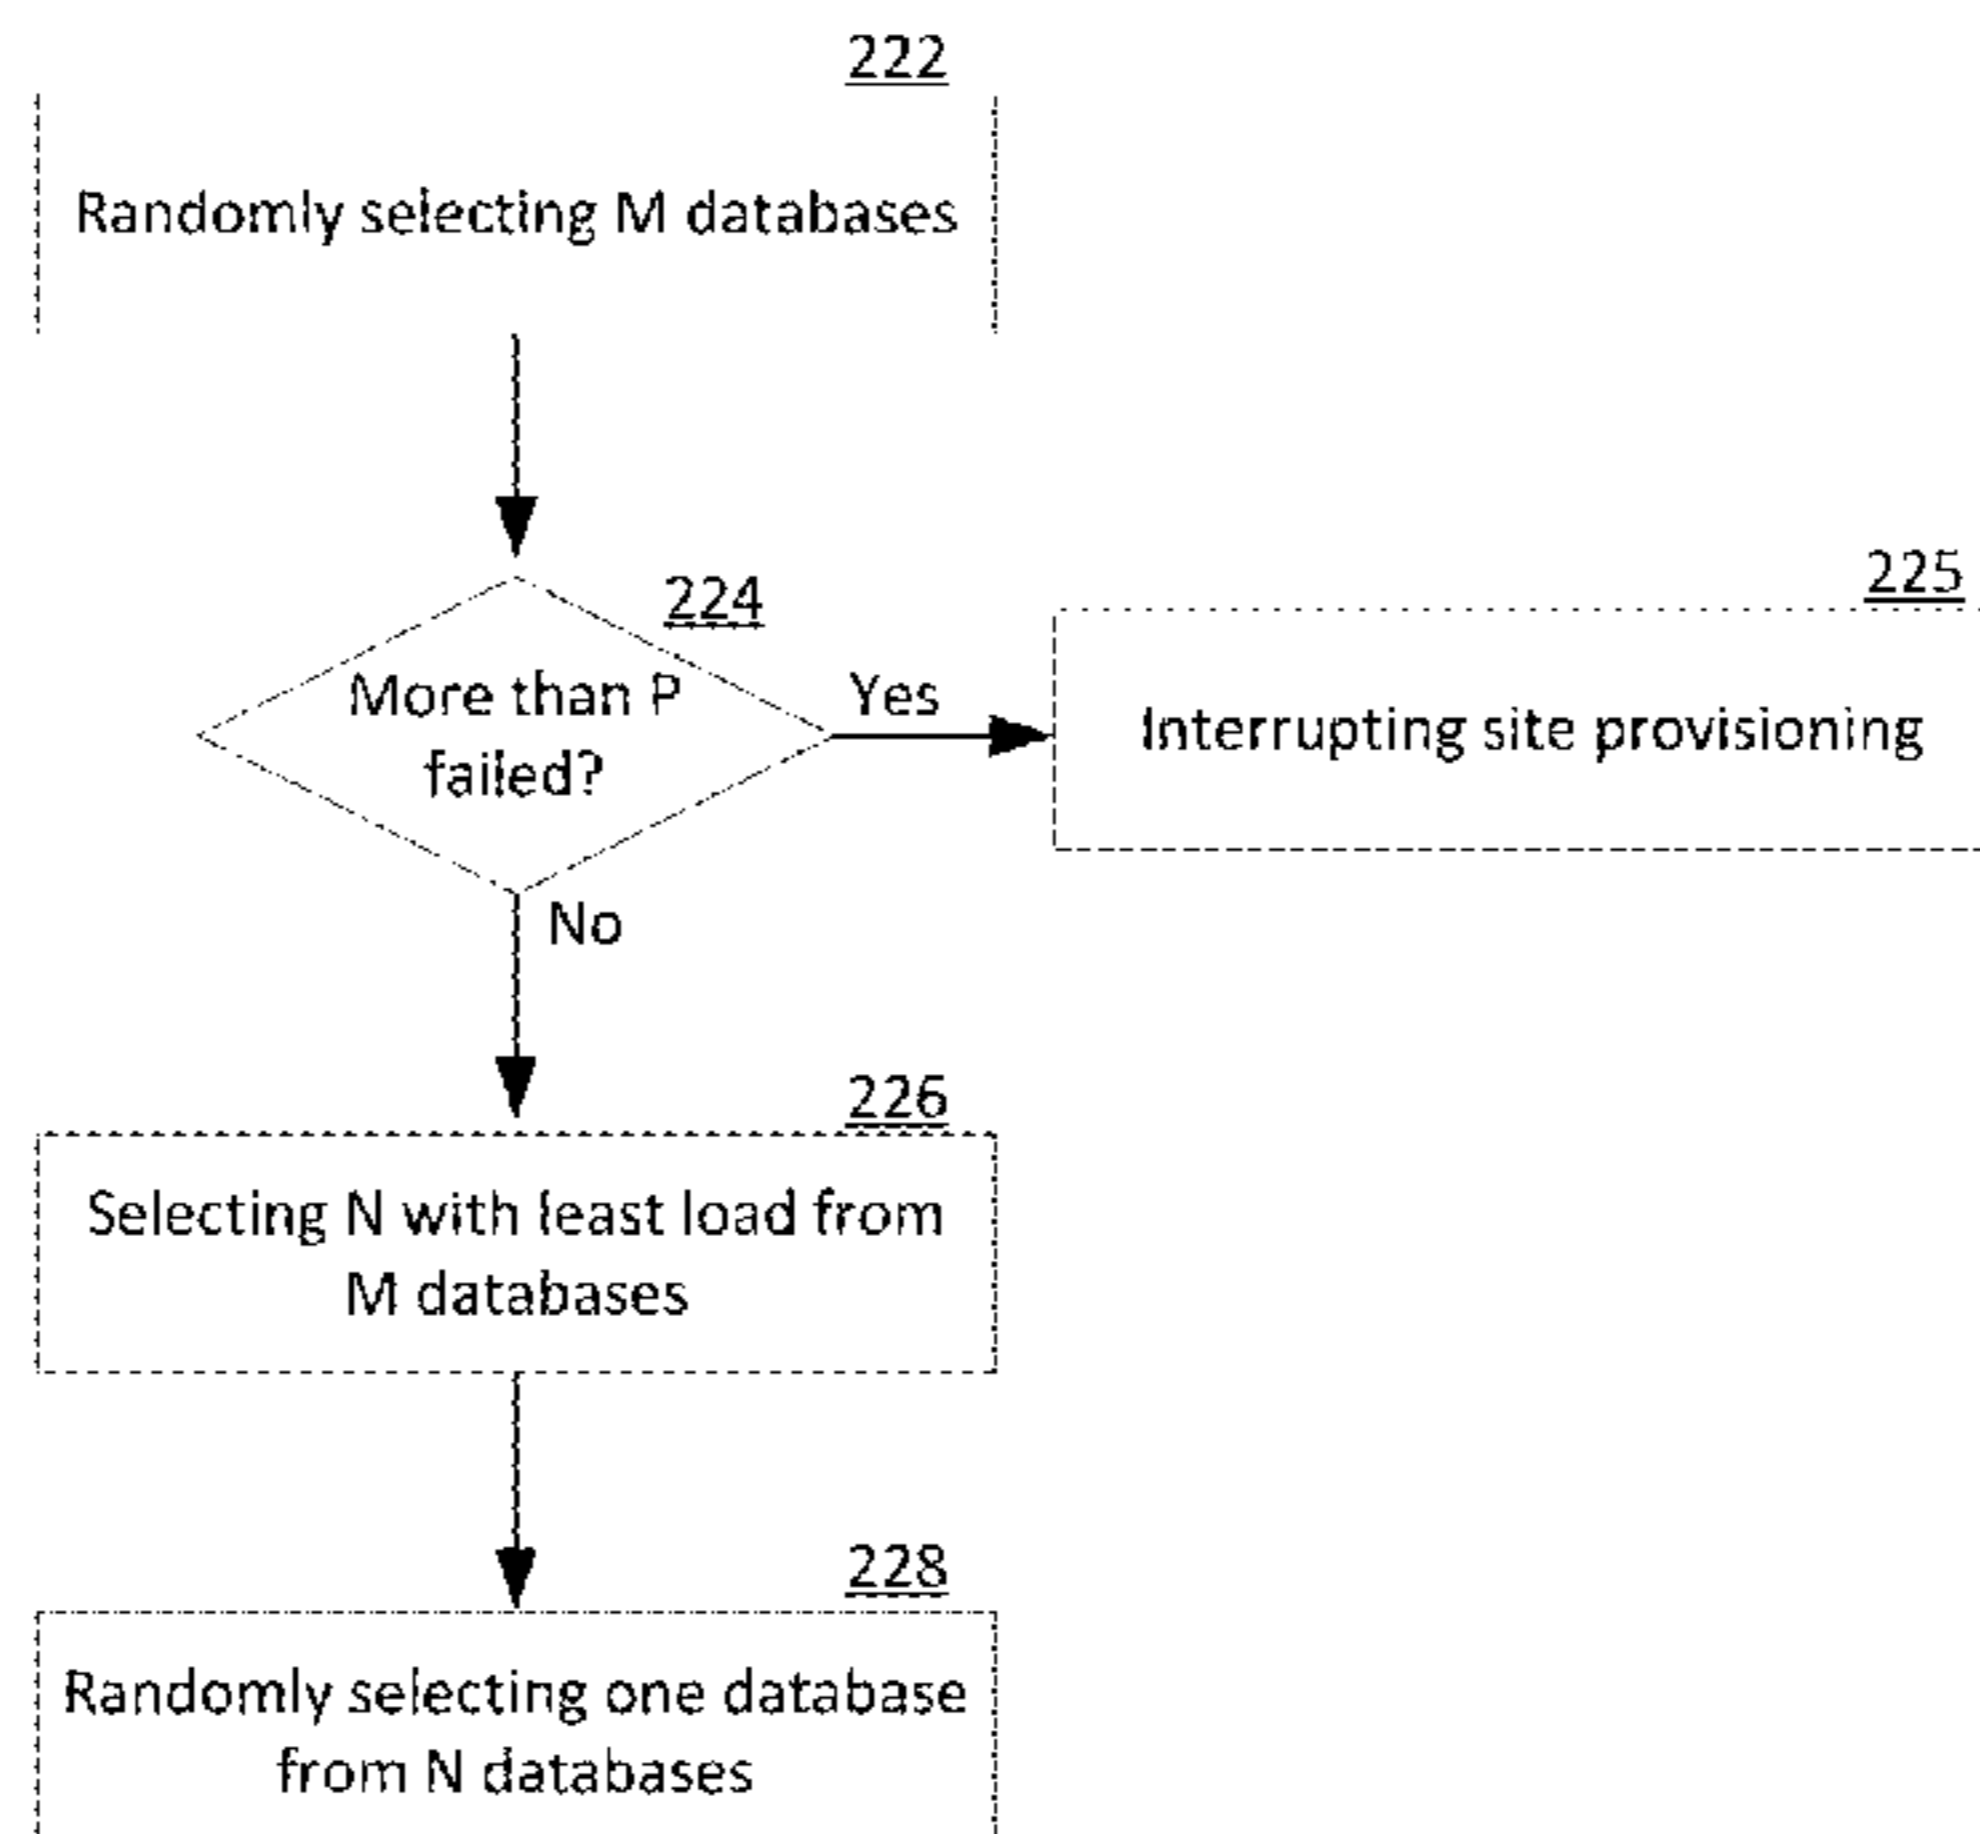 222
Randomly selecting M databases
224
More than P
failed?
Yes
225
Interrupting site provisioning
No
226
Selecting N with least load from
M databases
228
Randomly selecting one database
from N databases